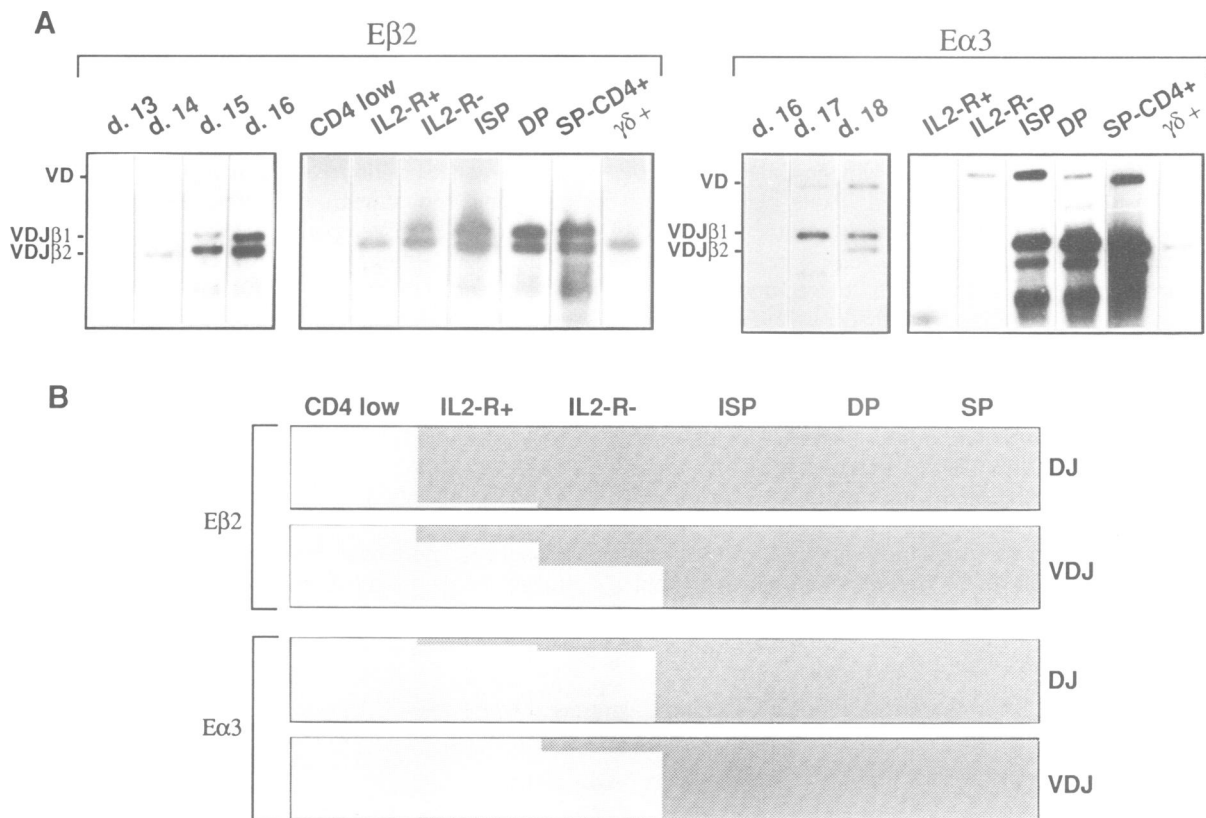 A
Eβ2
Eα3
d. 13 d. 14 d. 15 d. 16 CD4 low IL2-R+ IL2-R- ISP DP SP-CD4+ γδ+
d. 16 d. 17 d. 18 IL2-R+ IL2-R- ISP DP SP-CD4+ γδ+
VD
VDJβ1
VDJβ2
VD
VDJβ1
VDJβ2
B
CD4 low IL2-R+ IL2-R- ISP DP SP
Eβ2
DJ
VDJ
Eα3
DJ
VDJ